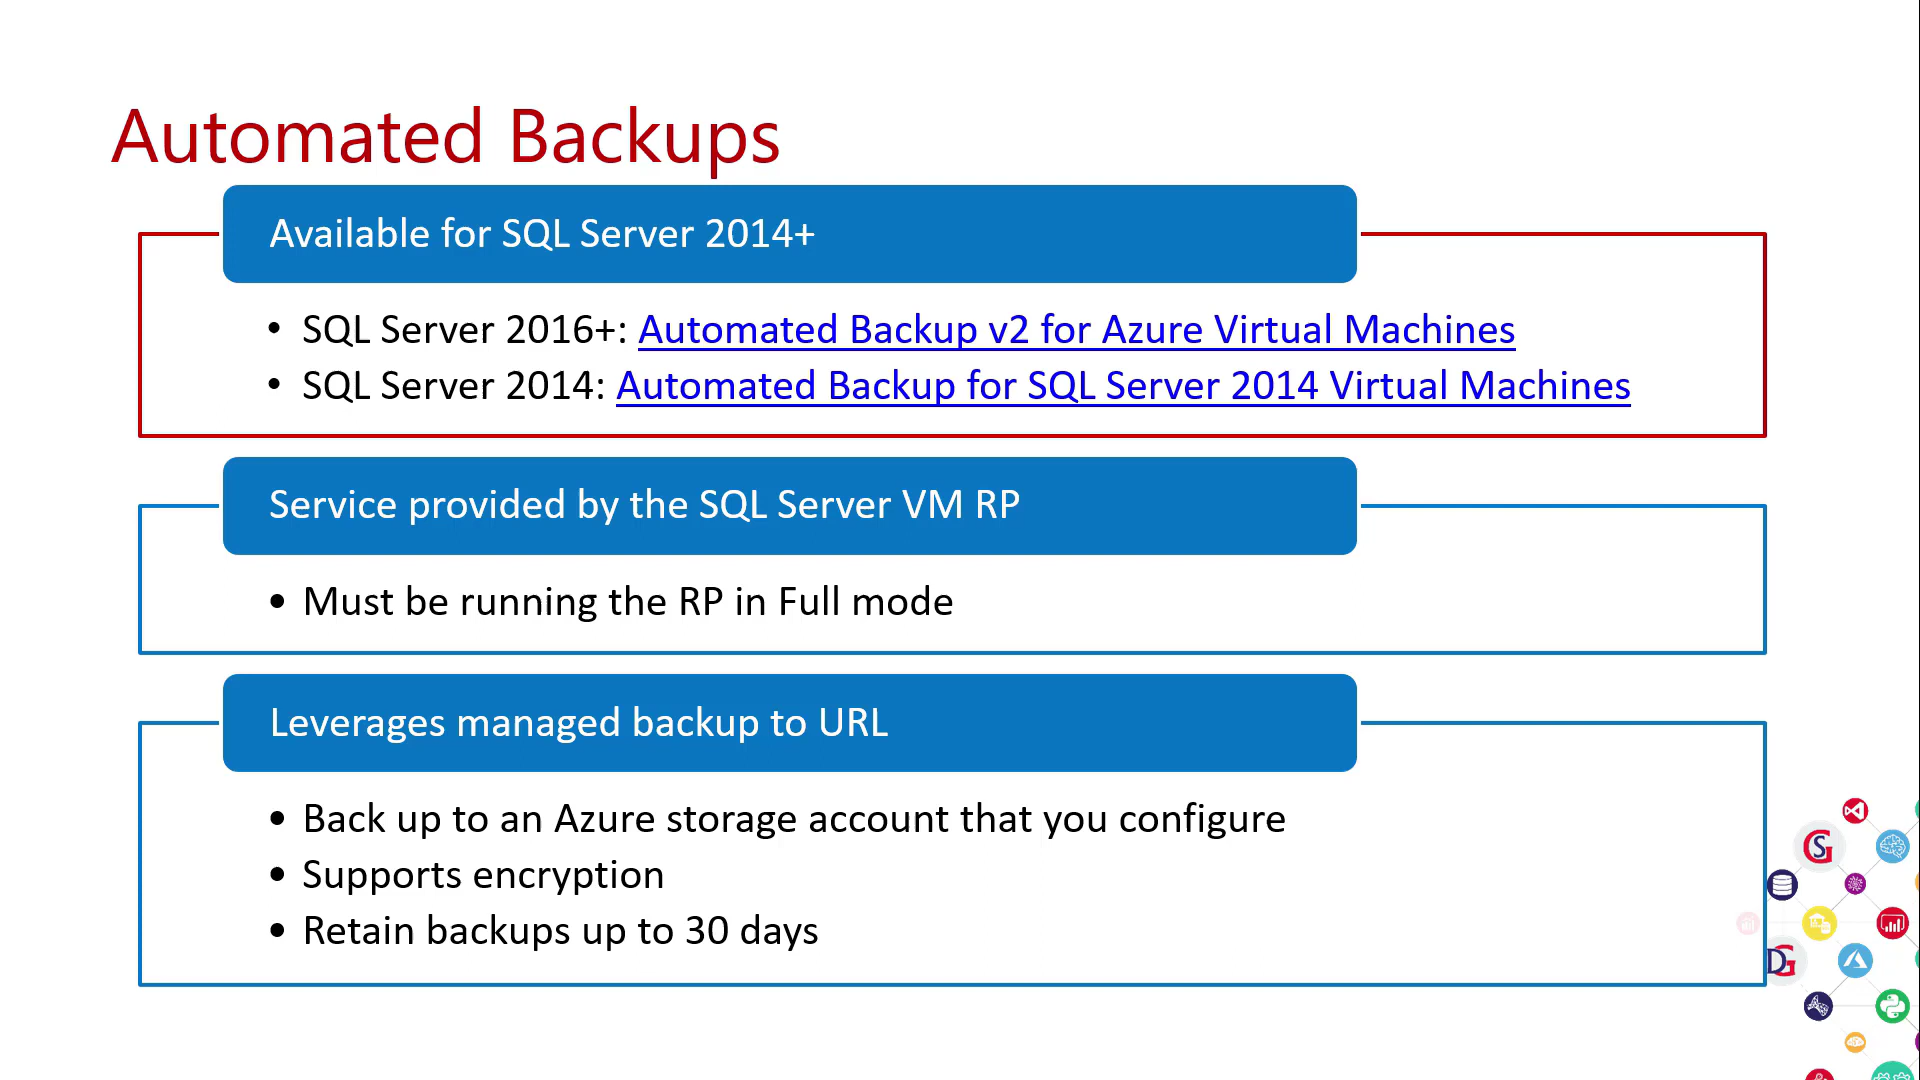 Automated Backups
Available for SQL Server 2014+
• SQL Server 2016+: Automated Backup v2 for Azure Virtual Machines
• SQL Server 2014: Automated Backup for SQL Server 2014 Virtual Machines
Service provided by the SQL Server VM RP
• Must be running the RP in Full mode
Leverages managed backup to URL
• Back up to an Azure storage account that you configure
• Supports encryption
• Retain backups up to 30 days
SG
DG